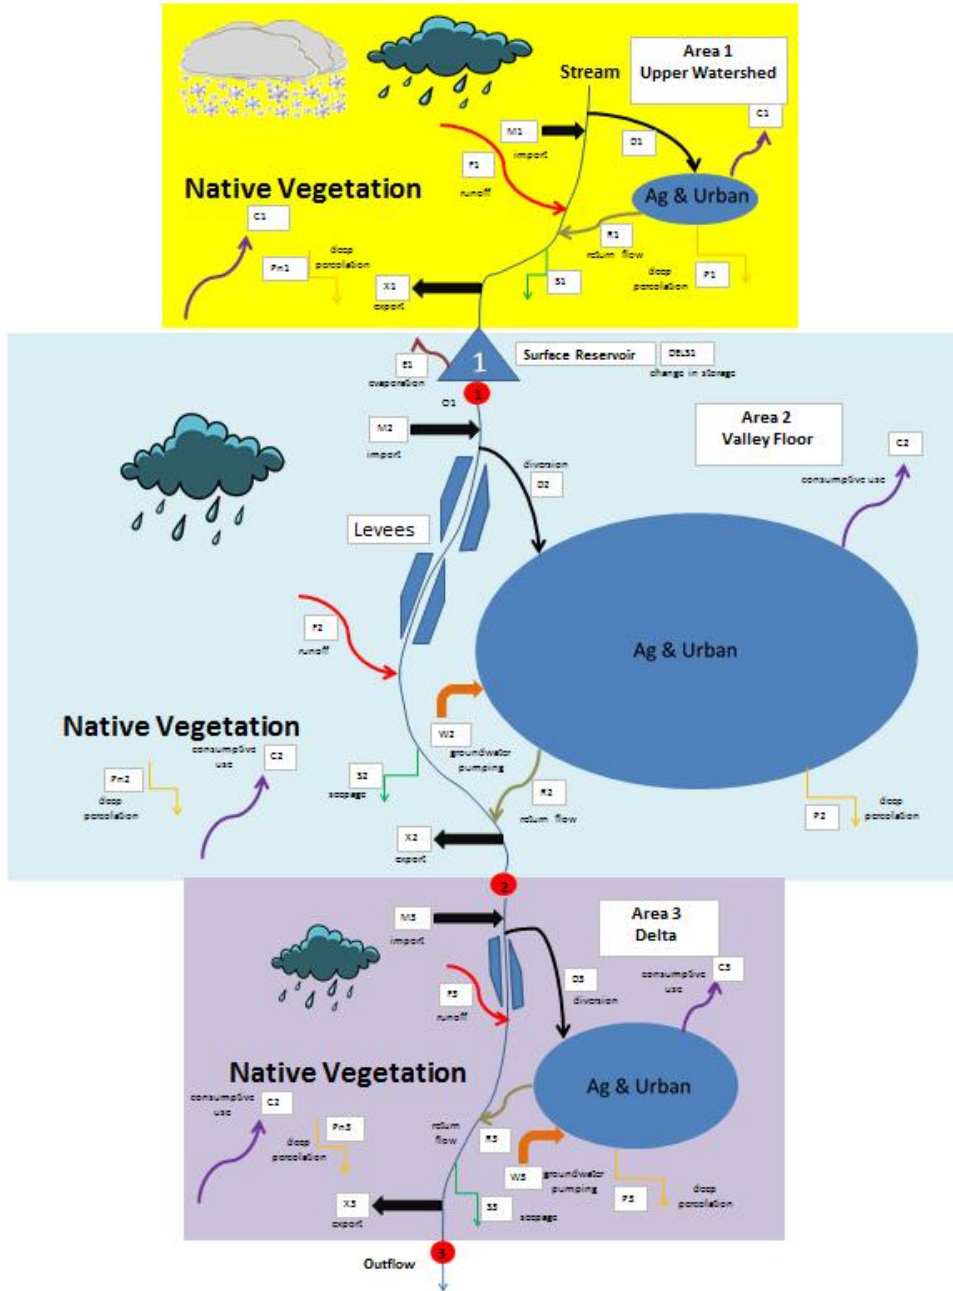 Area 1
Upper Watershed
Stream
C1
M1
import
D1
F1
runoff
Native Vegetation
Ag & Urban
C1
R1
return flow
deep
percolation
Pn1
S1
P1
deep
percolation
X1
export
1
Surface Reservoir
DELS1
change in storage
E1
evaporation
1
O1
M2
import
Area 2
Valley Floor
C2
consumptive use
diversion
D2
Levees
F2
runoff
Ag & Urban
Native Vegetation
consumptive
use
C2
W2
groundwater
pumping
Pn2
deep
percolation
S2
seepage
R2
return flow
P2
deep
percolation
X2
export
2
M3
import
Area 3
Delta
C3
consumptive
use
F3
runoff
D3
diversion
Native Vegetation
Ag & Urban
consumptive
use
C2
Pn3
deep
percolation
return
flow
R3
W3
groundwater
pumping
P3
deep
percolation
X3
export
S3
seepage
3
Outflow